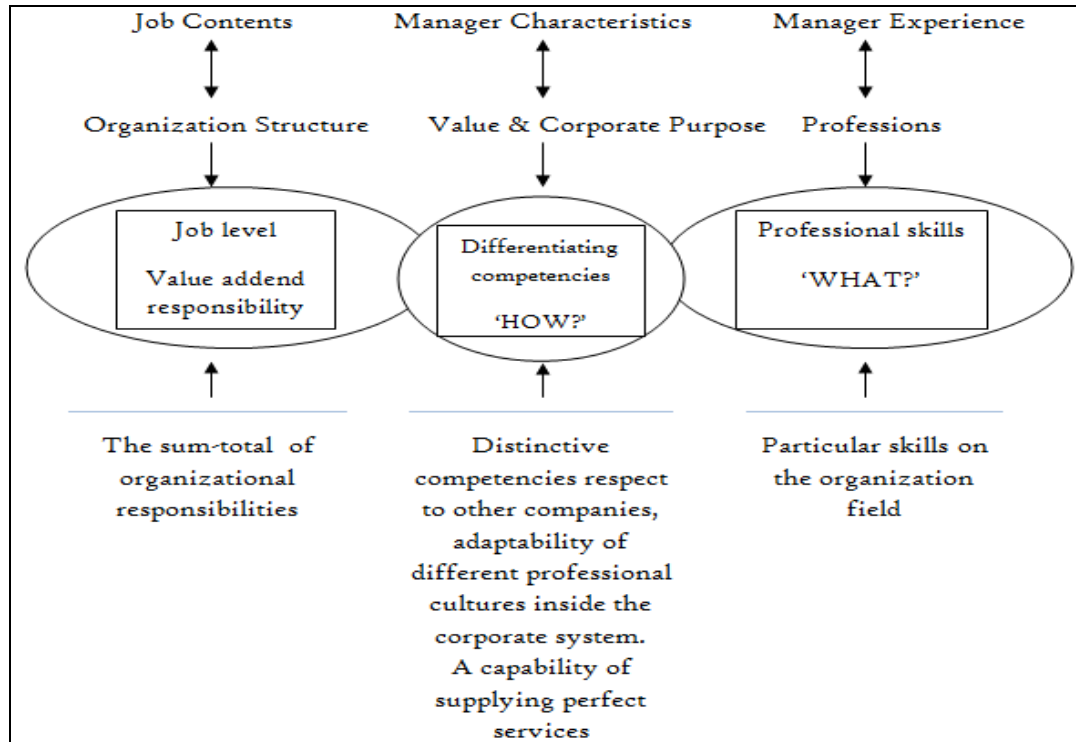 Job Contents
Manager Characteristics
Manager Experience
Organization Structure
Value & Corporate Purpose
Professions
Job level
Value addend
responsibility
Differentiating
competencies
‘HOW?’
Professional skills
‘WHAT?’
The sum-total of
organizational
responsibilities
Distinctive
competencies respect
to other companies,
adaptability of
different professional
cultures inside the
corporate system.
A capability of
supplying perfect
services
Particular skills on
the organization
field